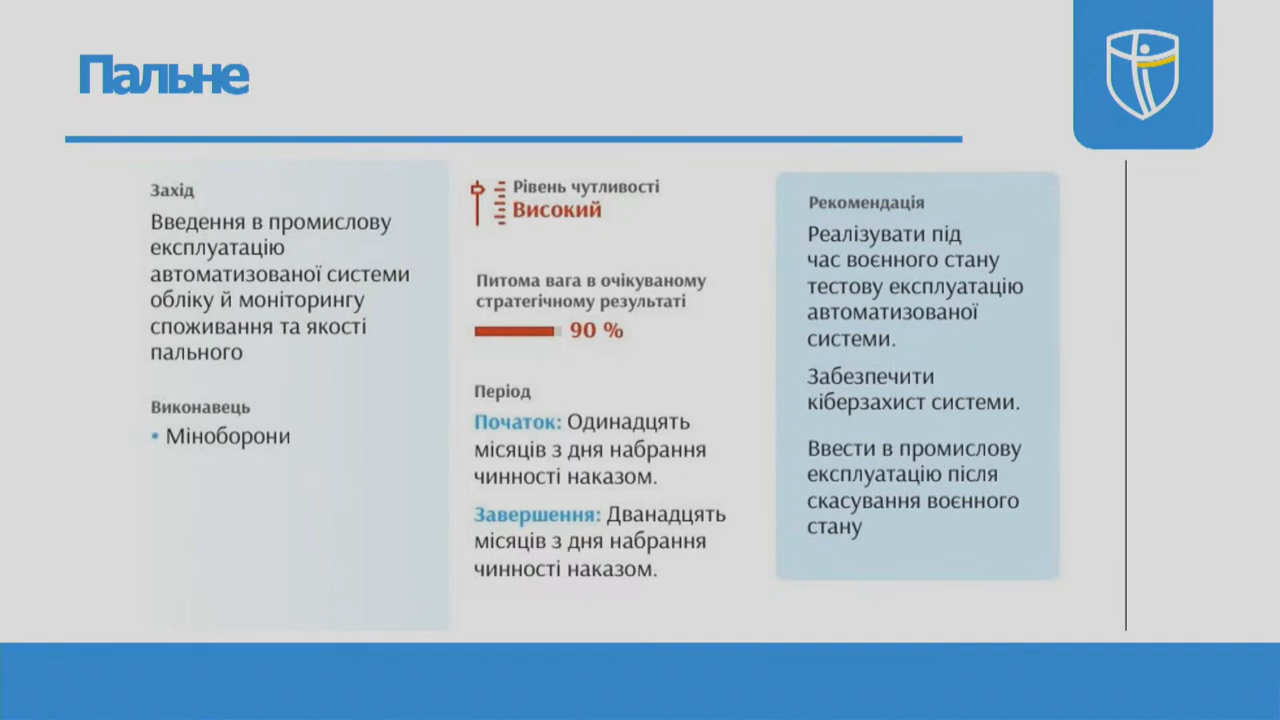 Пальне
Захід
Введення в промислову
експлуатацію
автоматизованої системи
обліку й моніторингу
споживання та якості
пального
Виконавець
• Міноборони
Рівень чутливості
Високий
Питома вага в очікуваному
стратегічному результаті
90 %
Період
Початок: Одинадцять
місяців з дня набрання
чинності наказом.
Завершення: Дванадцять
місяців з дня набрання
чинності наказом.
Рекомендація
Реалізувати під
час воєнного стану
тестову експлуатацію
автоматизованої
системи.
Забезпечити
кіберзахист системи.
Ввести в промислову
експлуатацію після
скасування воєнного
стану